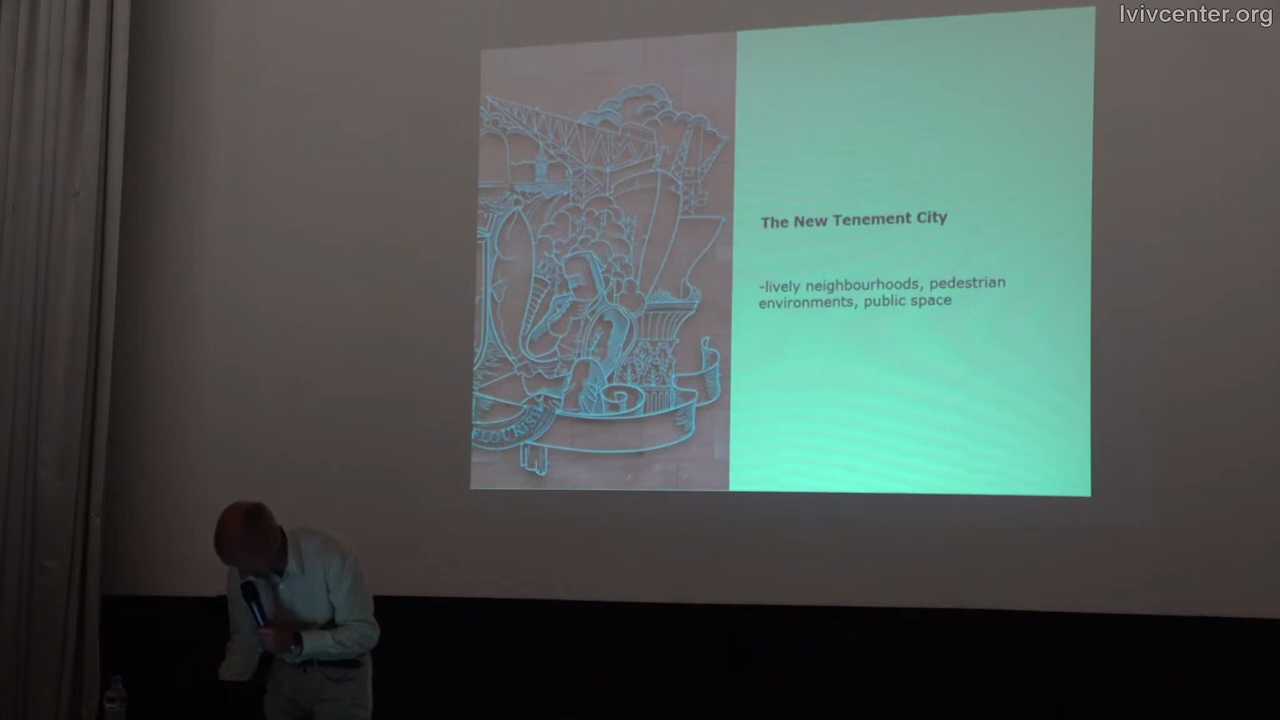 lvivcenter.org
The New Tenement City
-lively neighbourhoods, pedestrian
environments, public space
FLOURISH